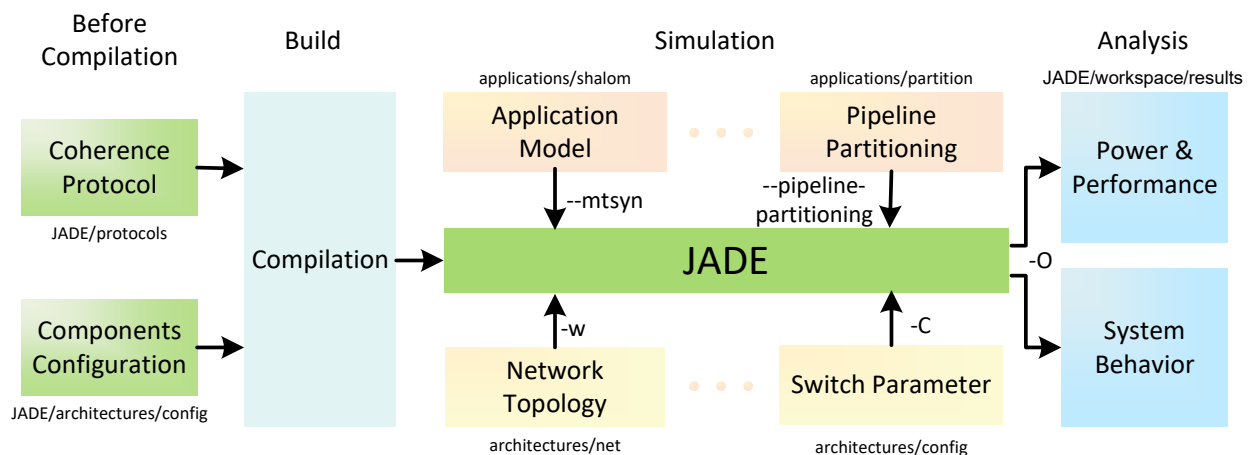 Before
Compilation
Build
Simulation
Analysis
applications/shalom
applications/partition
JADE/workspace/results
Coherence
Protocol
JADE/protocols
Components
Configuration
JADE/architectures/config
Compilation
Application
Model
Pipeline
Partitioning
--mtsyn
--pipeline-
partitioning
JADE
-O
-w
-C
Network
Topology
Switch Parameter
architectures/net
architectures/config
Power &
Performance
System
Behavior